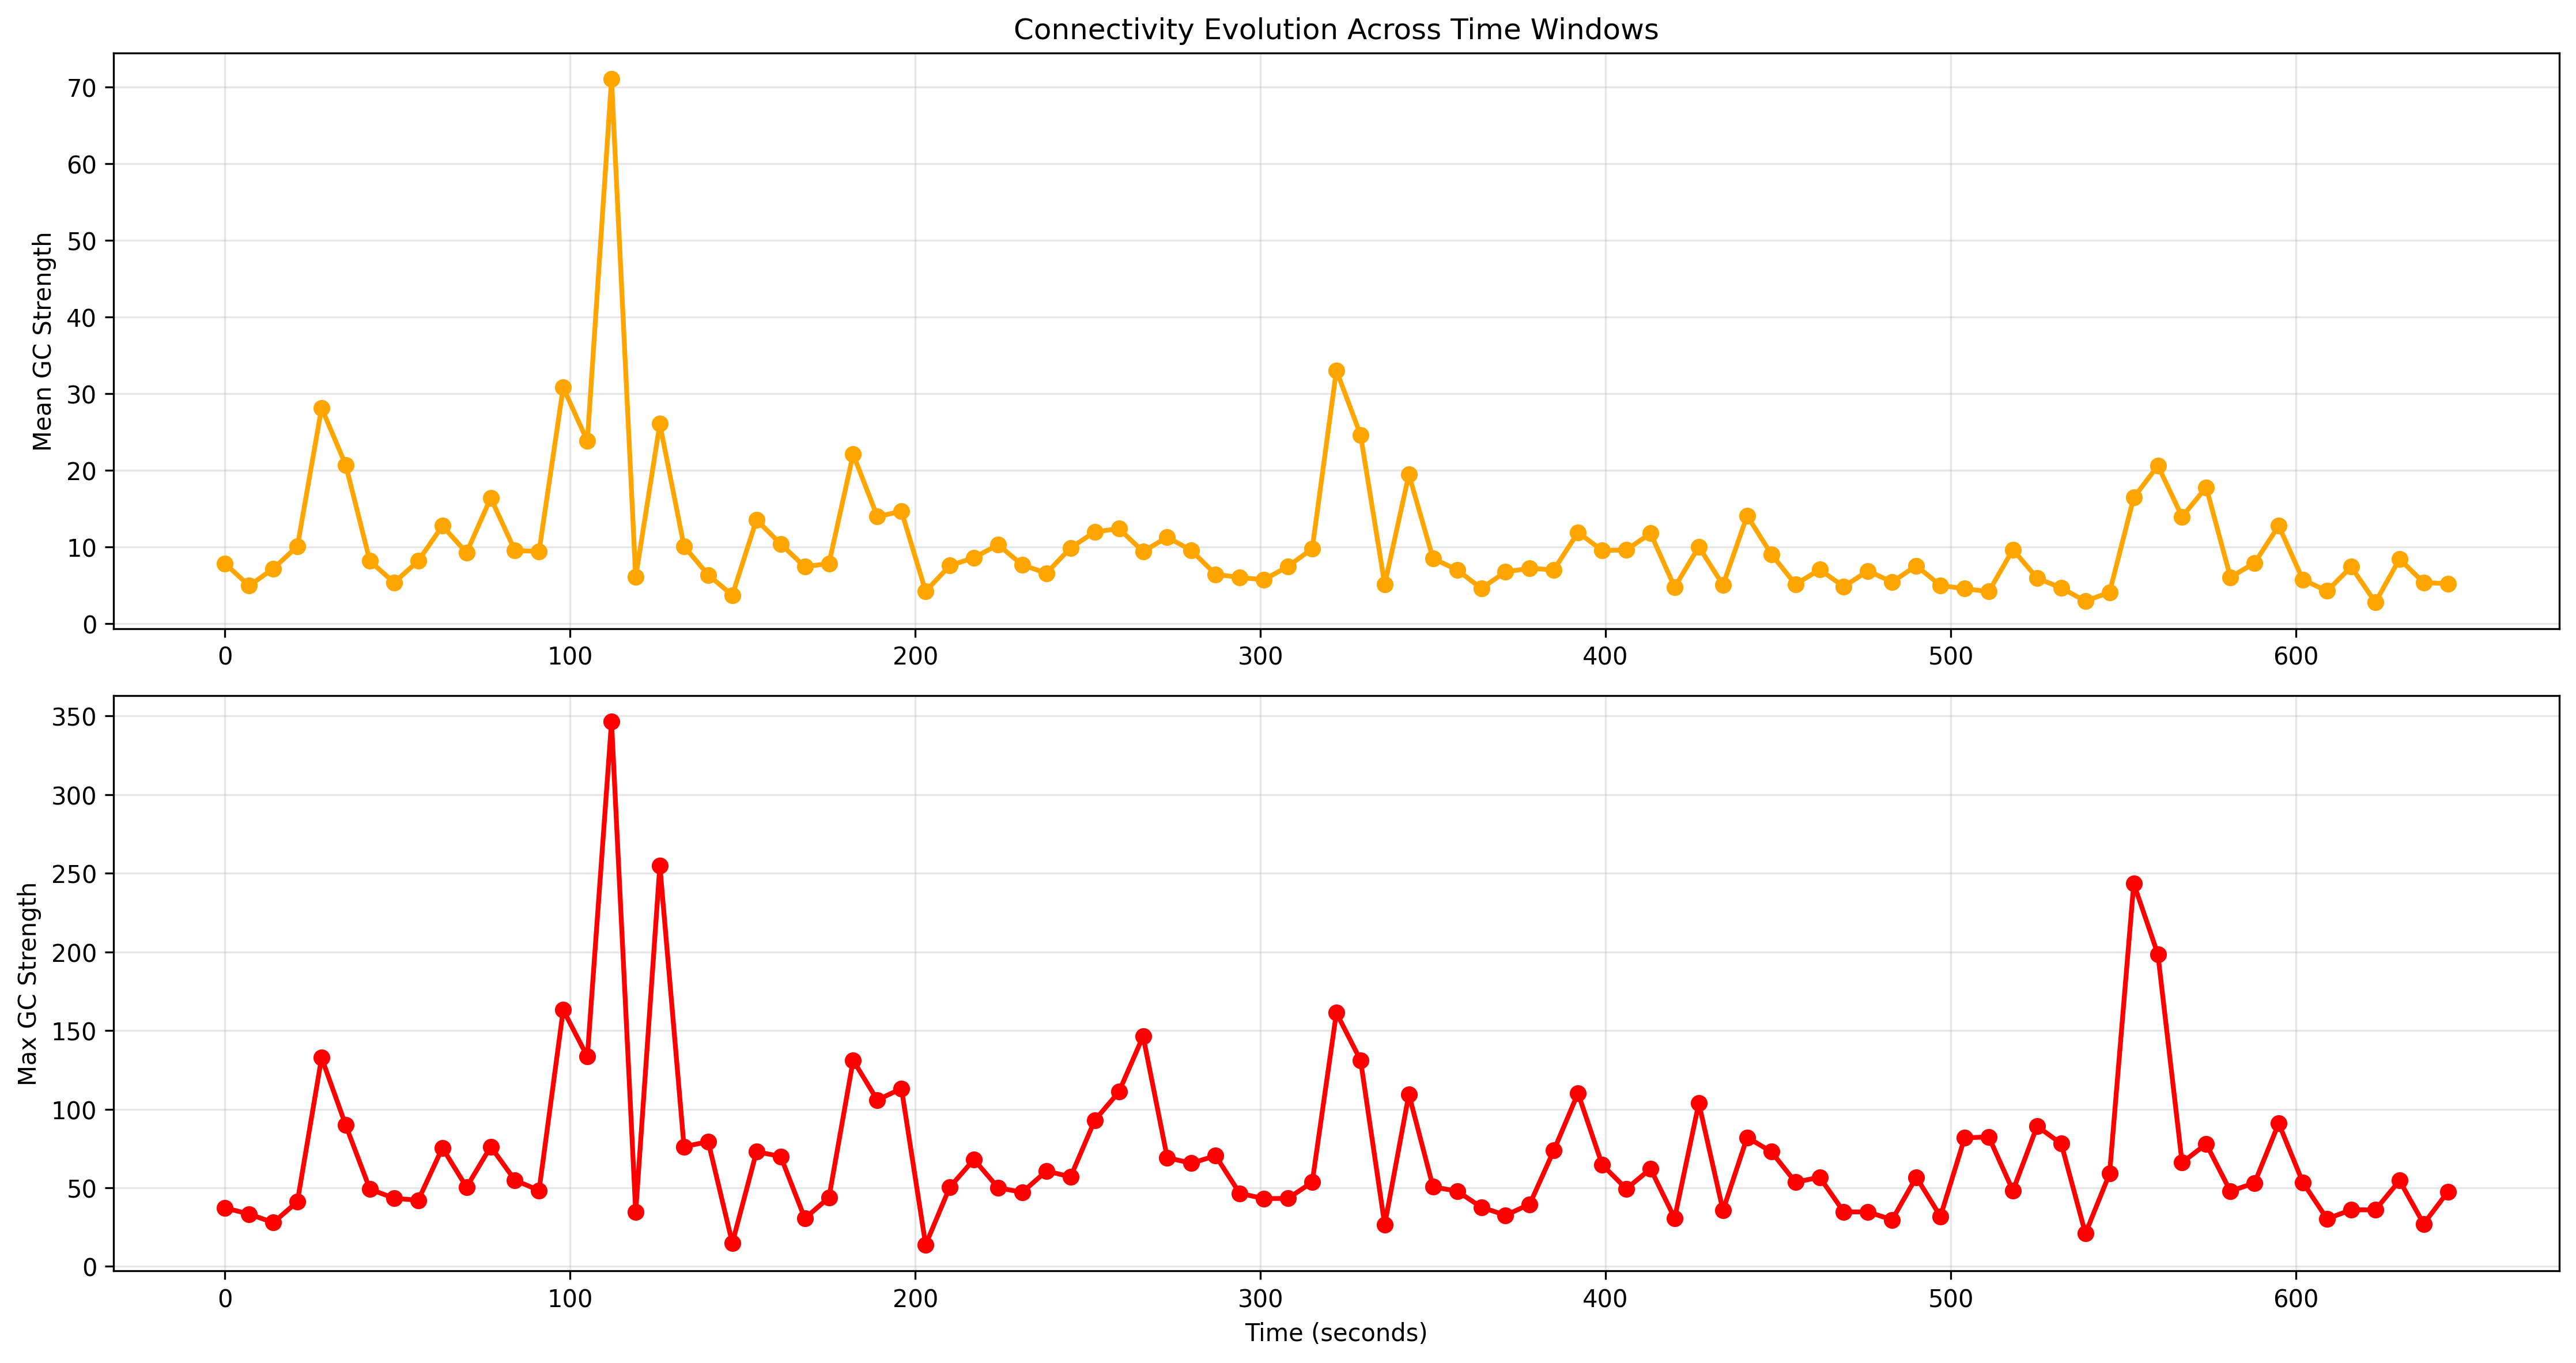 Connectivity Evolution Across Time Windows
Mean GC Strength
70
60
50
40
30
20
10
0
0 100 200 300 400 500 600
Max GC Strength
350
300
250
200
150
100
50
0
0 100 200 300 400 500 600
Time (seconds)